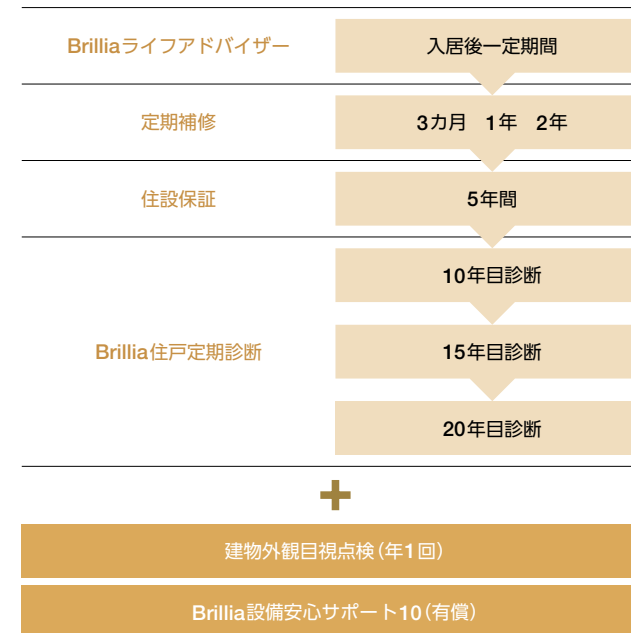 Brilliaライフアドバイザー
入居後一定期間
定期補修
3カ月 1年 2年
住設保証
5年間
Brillia住戸定期診断
10年目診断
15年目診断
20年目診断
建物外観目視点検(年1回)
Brillia設備安心サポート10(有償)